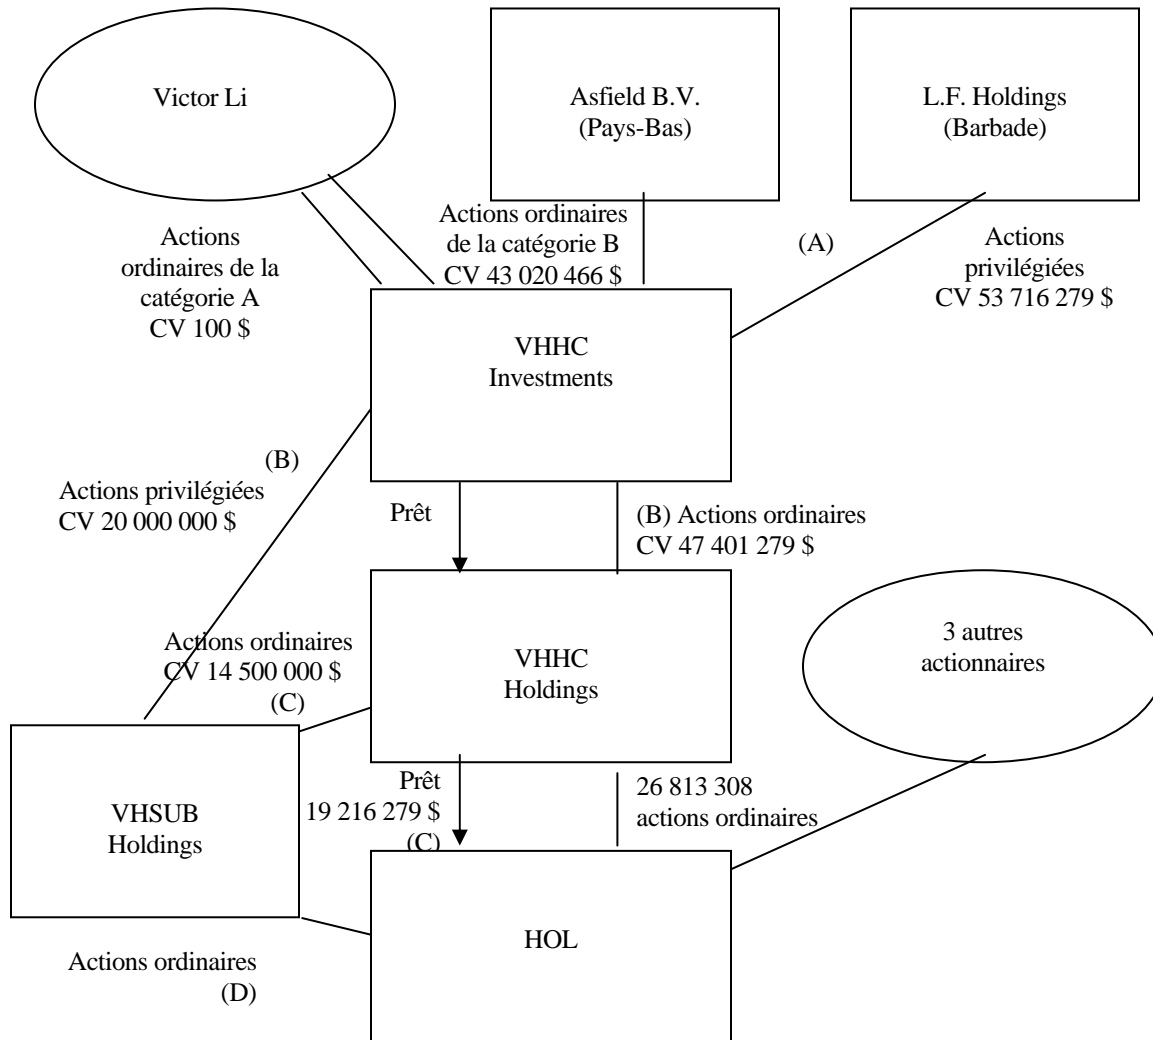 Victor Li
Asfield B.V.
(Pays-Bas)
L.F. Holdings
(Barbade)
Actions
ordinaires de la
catégorie A
CV 100 $
Actions ordinaires
de la catégorie B
CV 43 020 466 $
(A)
Actions
privilégiées
CV 53 716 279 $
VHHC
Investments
(B)
Actions privilégiées
CV 20 000 000 $
Prêt
(B) Actions ordinaires
CV 47 401 279 $
Actions ordinaires
CV 14 500 000 $
(C)
VHHC
Holdings
3 autres
actionnaires
VHSUB
Holdings
Prêt
19 216 279 $
(C)
26 813 308
actions ordinaires
HOL
Actions ordinaires
(D)